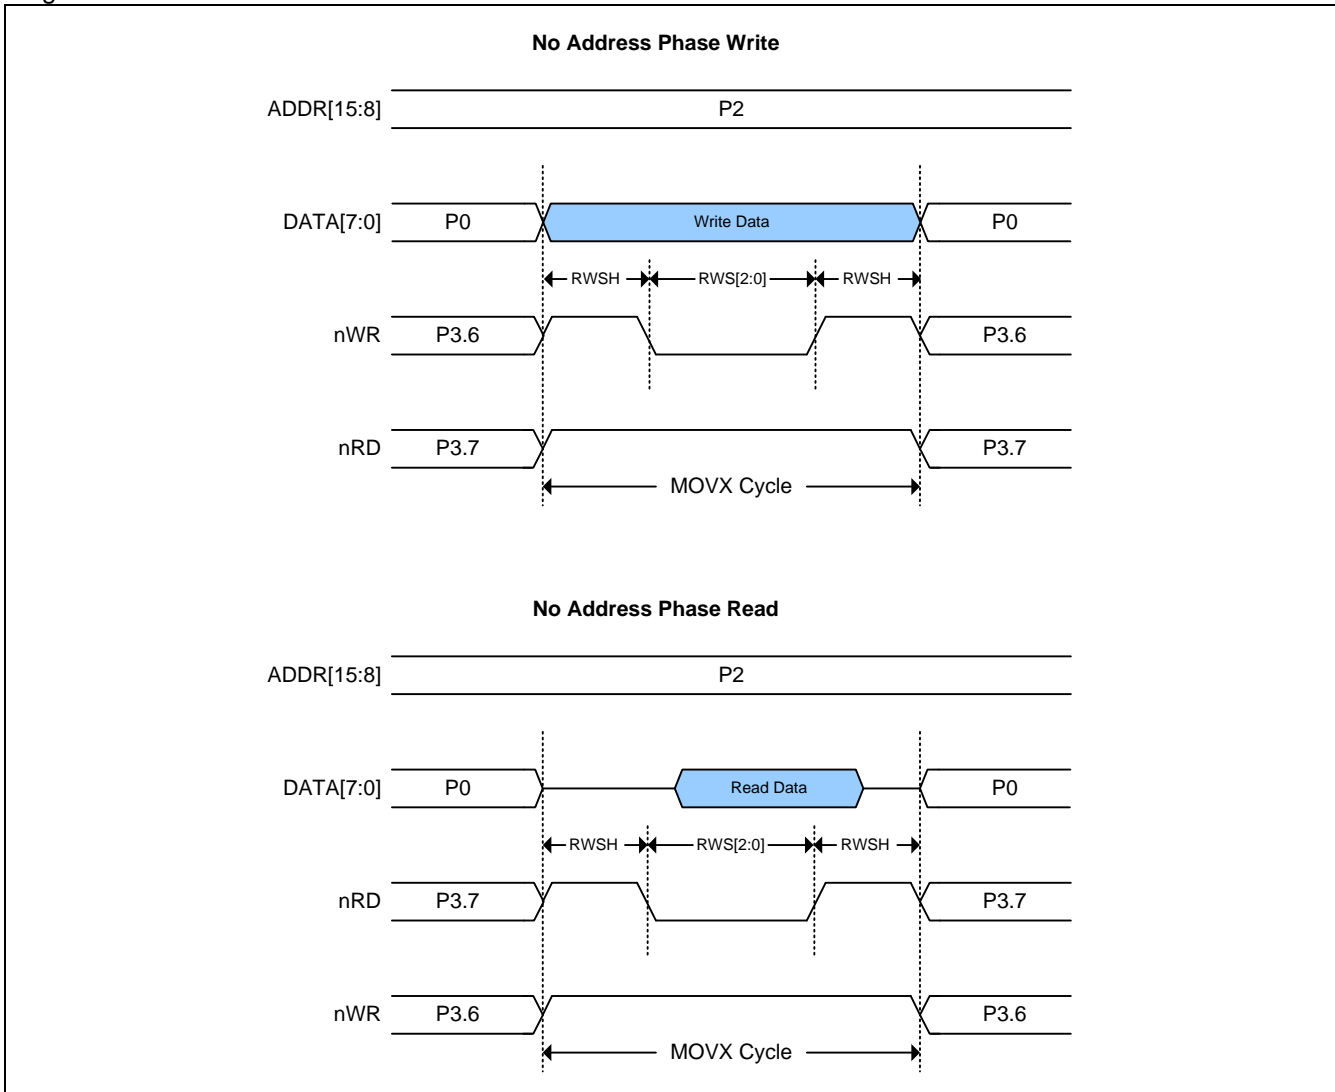 No Address Phase Write
ADDR[15:8] P2
DATA[7:0] P0 Write Data P0
RWSH RWS[2:0] RWSH
nWR P3.6 P3.6
nRD P3.7 P3.7
MOVX Cycle
No Address Phase Read
ADDR[15:8] P2
DATA[7:0] P0 Read Data P0
RWSH RWS[2:0] RWSH
nRD P3.7 P3.7
nWR P3.6 P3.6
MOVX Cycle